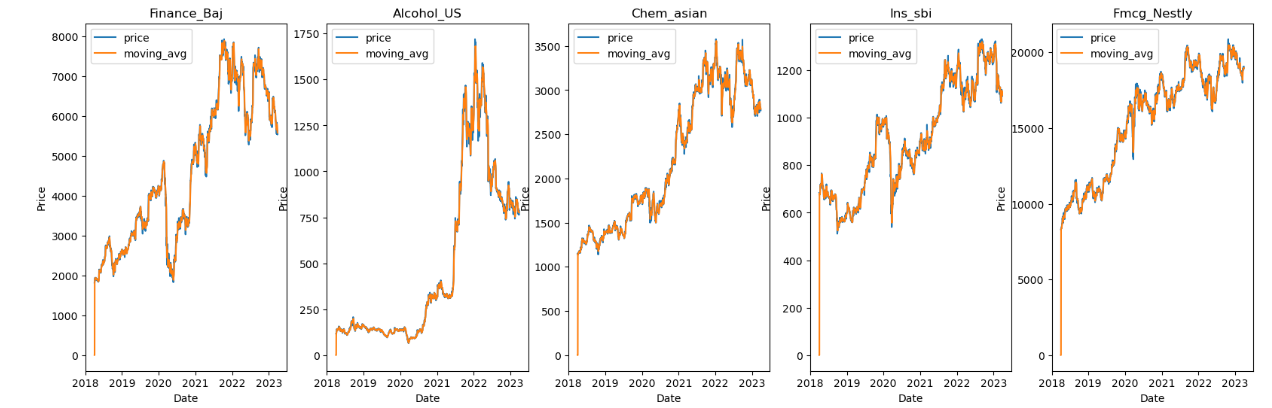 Finance_Baj
price
moving_avg
8000
7000
6000
5000
4000
3000
2000
1000
0
Price
2018 2019 2020 2021 2022 2023
Date
Alcohol_US
price
moving_avg
1750
1500
1250
1000
750
500
250
0
Price
2018 2019 2020 2021 2022 2023
Date
Chem_asian
price
moving_avg
3500
3000
2500
2000
1500
1000
500
0
Price
2018 2019 2020 2021 2022 2023
Date
Ins_sbi
price
moving_avg
1200
1000
800
600
400
200
0
Price
2018 2019 2020 2021 2022 2023
Date
Fmcg_Nestly
price
moving_avg
20000
15000
10000
5000
0
Price
2018 2019 2020 2021 2022 2023
Date